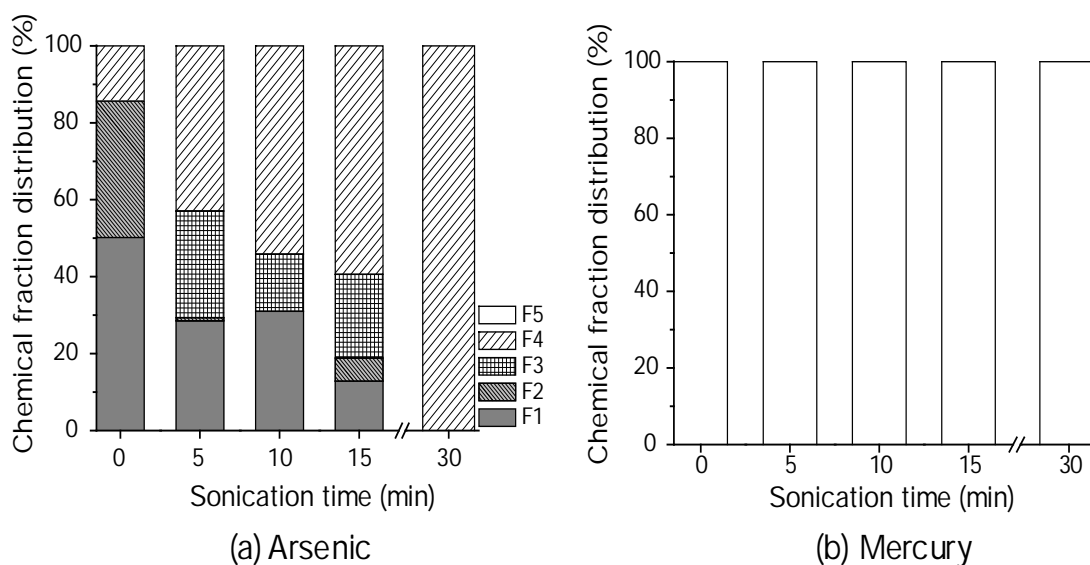 Chemical fraction distribution (%)
100
80
60
40
20
0
0 5 10 15 30
Sonication time (min)
F5
F4
F3
F2
F1
(a) Arsenic
Chemical fraction distribution (%)
100
80
60
40
20
0
0 5 10 15 30
Sonication time (min)
(b) Mercury